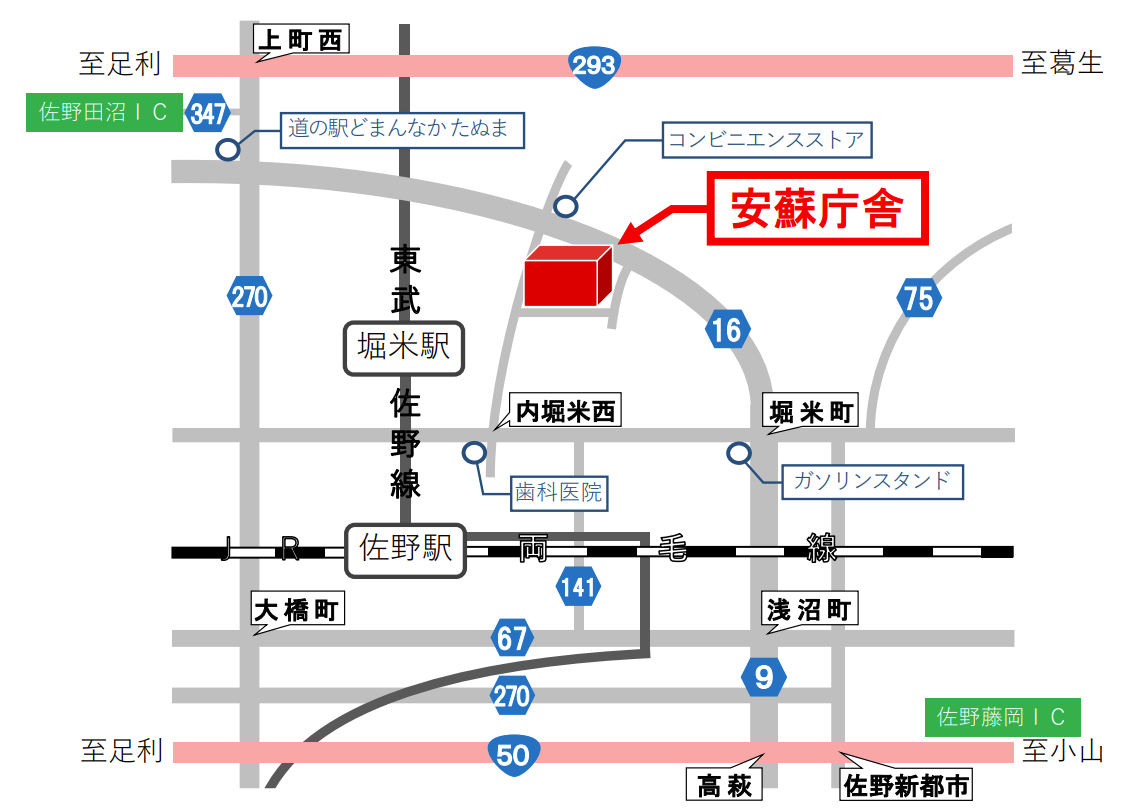 上町西
至足利
293
至葛生
佐野田沼ＩＣ
347
道の駅どまんなか たぬま
コンビニエンスストア
安蘇庁舎
東武佐野線
270
75
16
堀米駅
内堀米西
堀米町
歯科医院
ガソリンスタンド
ＪＲ両毛線
佐野駅
141
大橋町
浅沼町
67
9
270
佐野藤岡ＩＣ
至足利
50
至小山
高萩
佐野新都市